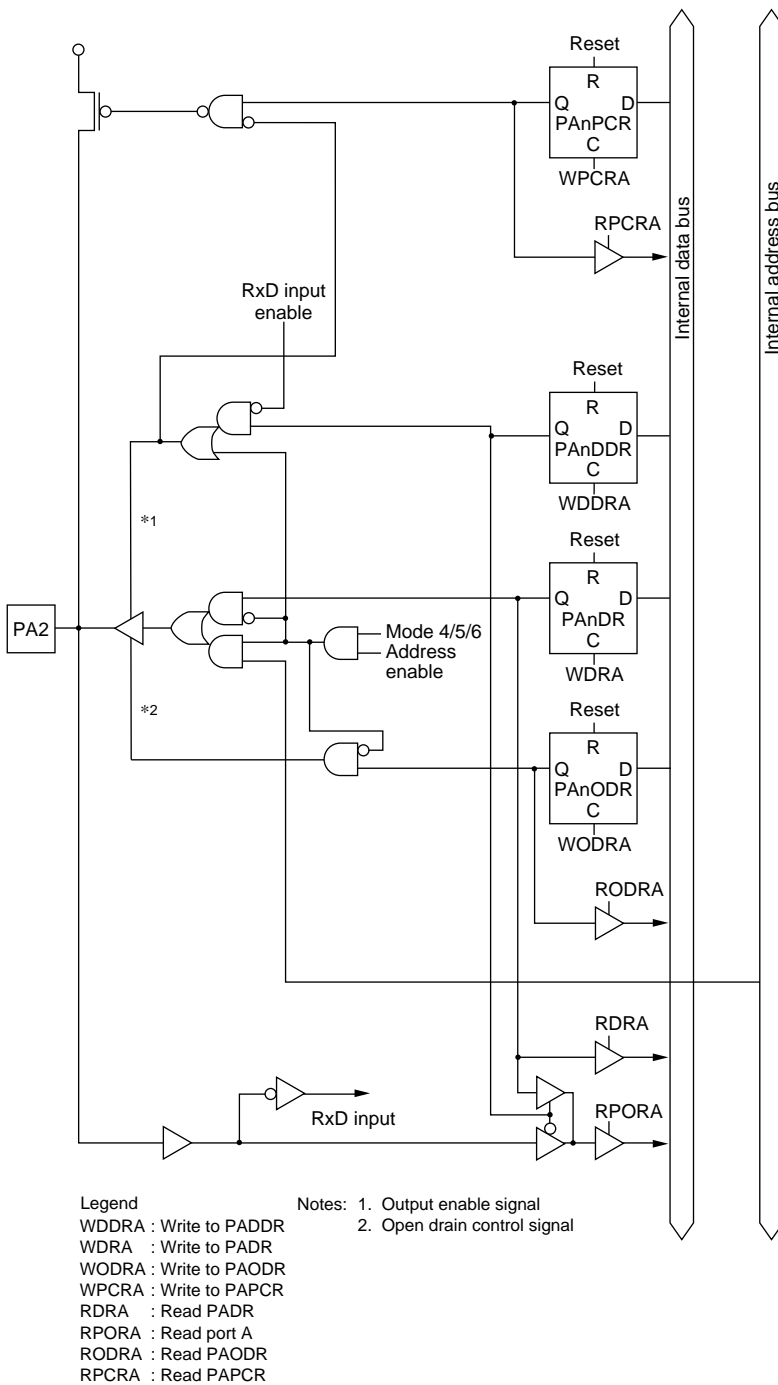 Reset
R
Q D
PAnPCR
C
WPCRA
RPCRA
Internal data bus
Internal address bus
RxD input
enable
Reset
R
Q D
PAnDDR
C
WDDRA
*1
Reset
R
Q D
PAnDR
C
WDRA
PA2
Mode 4/5/6
Address
enable
*2
Reset
R
Q D
PAnODR
C
WODRA
RODRA
RDRA
RxD input
RPORA
Legend
WDDRA : Write to PADDR
WDRA : Write to PADR
WODRA : Write to PAODR
WPCRA : Write to PAPCR
RDRA : Read PADR
RPORA : Read port A
RODRA : Read PAODR
RPCRA : Read PAPCR
Notes: 1. Output enable signal
2. Open drain control signal